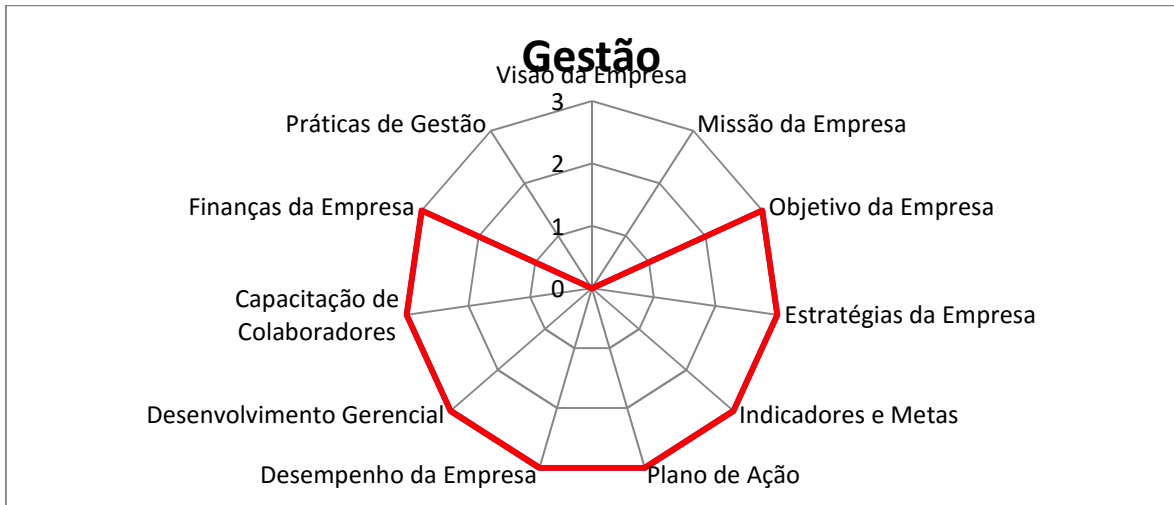 Gestão
Visão da Empresa
3
Práticas de Gestão
Missão da Empresa
2
Finanças da Empresa
Objetivo da Empresa
1
0
Capacitação de
Colaboradores
Estratégias da Empresa
Desenvolvimento Gerencial
Indicadores e Metas
Desempenho da Empresa
Plano de Ação